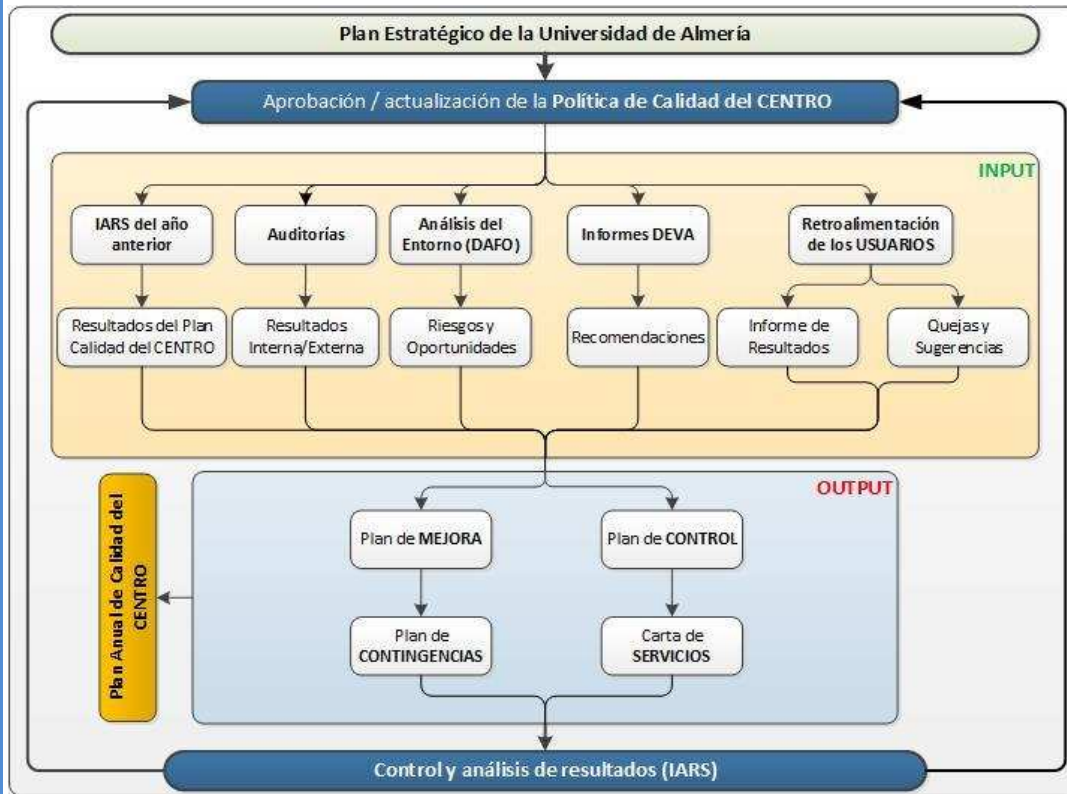 Plan Estratégico de la Universidad de Almería
Aprobación / actualización de la Política de Calidad del CENTRO
INPUT
IARS del año
anterior
Auditorías
Análisis del
Entorno (DAFO)
Informes DEVA
Retroalimentación
de los USUARIOS
Resultados del Plan
Calidad del CENTRO
Resultados
Interna/Externa
Riesgos y
Oportunidades
Recomendaciones
Informe de
Resultados
Quejas y
Sugerencias
OUTPUT
Plan de MEJORA
Plan de CONTROL
Plan Anual de Calidad del
CENTRO
Plan de
CONTINGENCIAS
Carta de
SERVICIOS
Control y análisis de resultados (IARS)